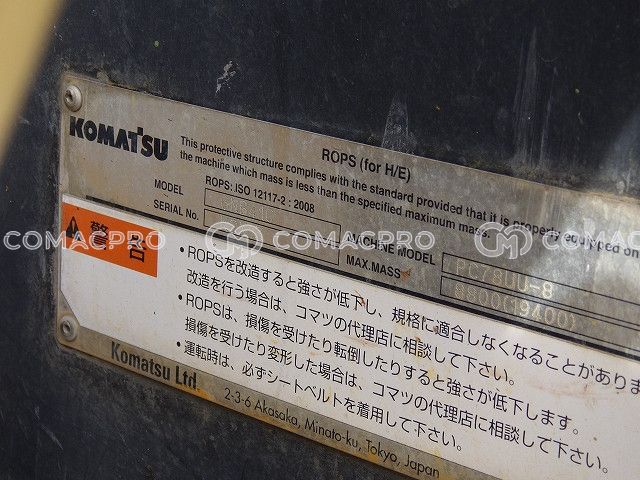 KOMATSU
ROPS (for H/E)
This protective structure complies with the standard provided that it is properly equipped on
the machine which mass is less than the specified maximum mass.
ROPS: ISO 12117-2 : 2008
MODEL
SERIAL No.
MACHINE MODEL PC78UU-8
MAX.MASS 8800(19400)
COMACPRO COMACPRO COMACPRO
警告
・ROPSを改造すると強さが低下し、規格に適合しなくなることがありま
改造を行う場合は、コマツの代理店に相談して下さい。
・ROPSは、損傷を受けたり転倒したりすると強さが低下します。
損傷を受けたり変形した場合は、コマツの代理店に相談して下さい。
・運転時は、必ずシートベルトを着用して下さい。
Komatsu Ltd.
2-3-6 Akasaka, Minato-ku, Tokyo, Japan